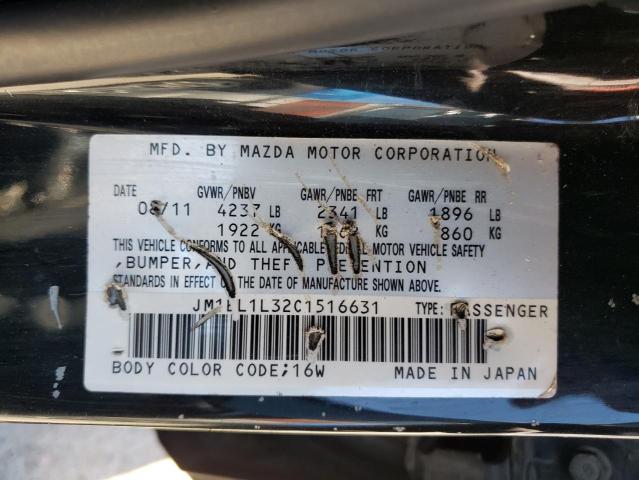 MFD. BY MAZDA MOTOR CORPORATION
DATE GVWR/PNBV GAWR/PNBE FRT GAWR/PNBE RR
08/11 4237 LB 2341 LB 1896 LB
1922 KG KG 860 KG
THIS VEHICLE CONFORMS TO ALL APPLICABLE FEDERAL MOTOR VEHICLE SAFETY
,BUMPER,AND THEFT PREVENTION
STANDARDS IN EFFECT ON THE DATE OF MANUFACTURE SHOWN ABOVE.
JM1BL1L32C1516631 TYPE: PASSENGER
BODY COLOR CODE;16W MADE IN JAPAN